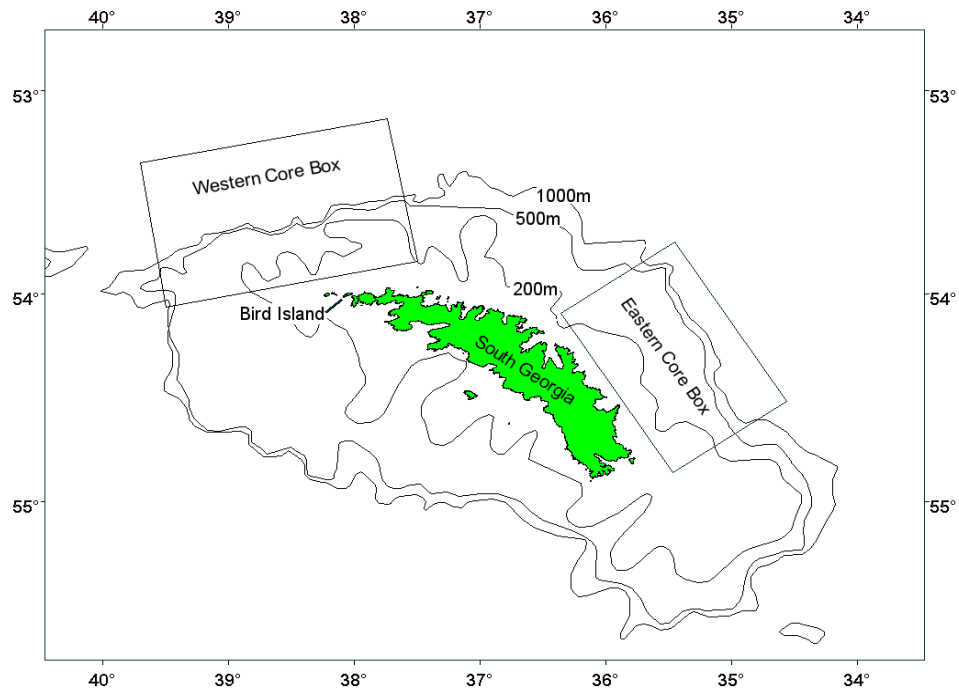 40° 39° 38° 37° 36° 35° 34°
53° 53°
Western Core Box
1000m
500m
200m
54° 54°
Bird Island
South Georgia
Eastern Core Box
55° 55°
40° 39° 38° 37° 36° 35° 34°